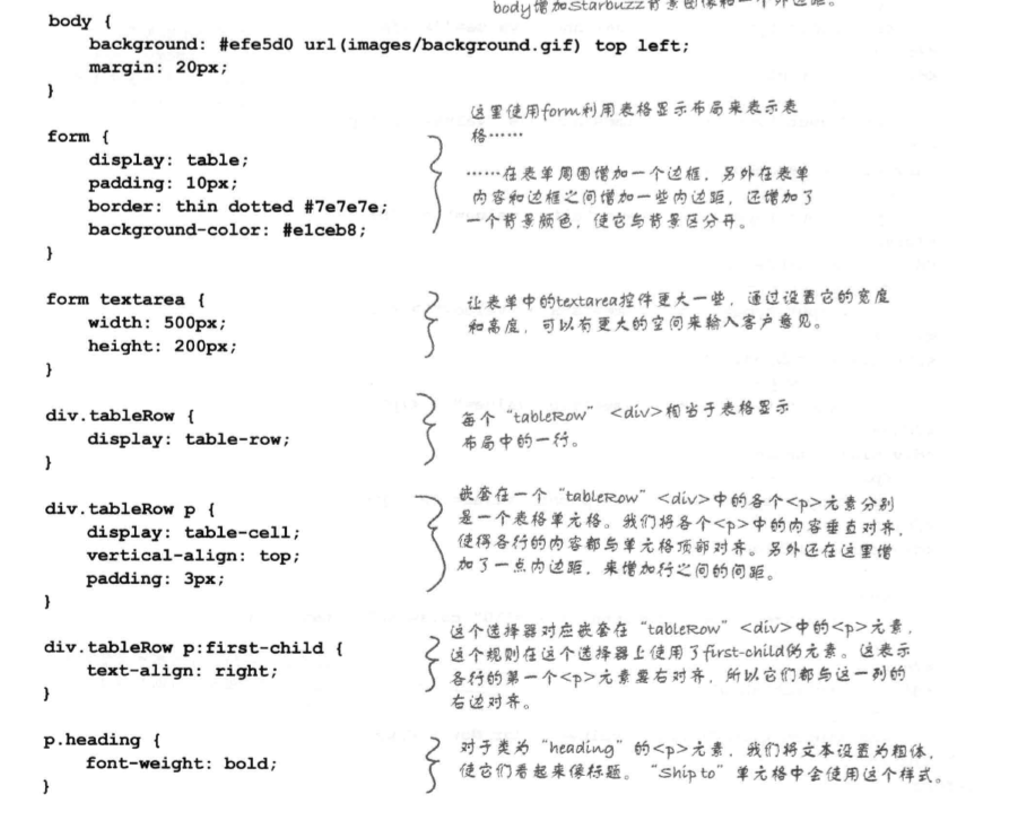 body增加Starbuzz背景图像和一个外边距。
body {
background: #efe5d0 url(images/background.gif) top left;
margin: 20px;
}
这里使用form利用表格显示布局来表示表
格……
form {
display: table;
padding: 10px;
border: thin dotted #7e7e7e;
background-color: #e1ceb8;
}
……在表单周围增加一个边框，另外在表单
内容和边框之间增加一些内边距，还增加了
一个背景颜色，使它与背景区分开。
form textarea {
width: 500px;
height: 200px;
}
让表单中的textarea控件更大一些，通过设置它的宽度
和高度，可以有更大的空间来输入客户意见。
div.tableRow {
display: table-row;
}
每个“tableRow” <div>相当于表格显示
布局中的一行。
div.tableRow p {
display: table-cell;
vertical-align: top;
padding: 3px;
}
嵌套在一个“tableRow”<div>中的各个<p>元素分别
是一个表格单元格。我们将各个<p>中的内容垂直对齐，
使得各行的内容都与单元格顶部对齐。另外还在这里增
加了一点内边距，来增加行之间的间距。
div.tableRow p:first-child {
text-align: right;
}
这个选择器对应嵌套在“tableRow”<div>中的<p>元素，
这个规则在这个选择器上使用了first-child伪元素。这表示
各行的第一个<p>元素要右对齐，所以它们都与这一列的
右边对齐。
p.heading {
font-weight: bold;
}
对于类为“heading”的<p>元素，我们将文本设置为粗体，
使它们看起来像标题。“Ship to”单元格中会使用这个样式。